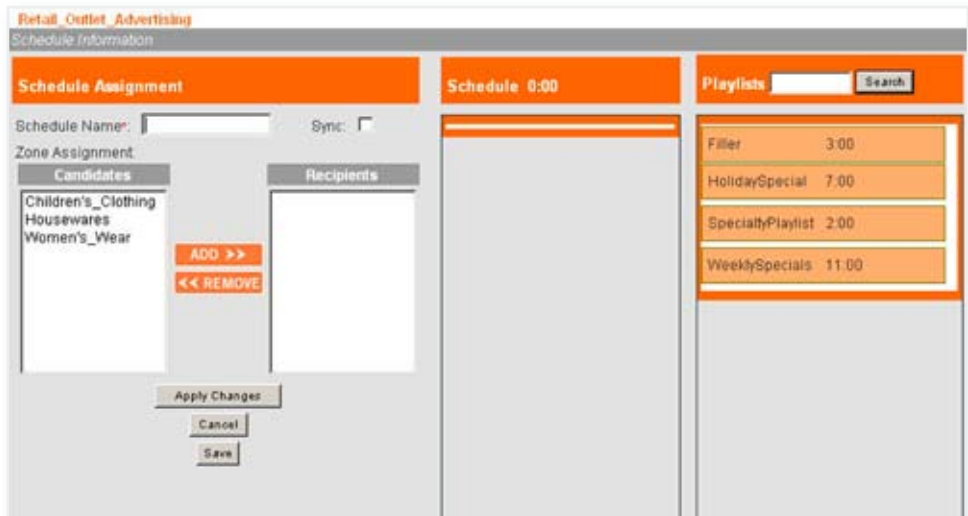 Retail_Outlet_Advertising
Schedule Information
Schedule Assignment
Schedule Name*:
Sync:
Zone Assignment
Candidates
Recipients
Children's_Clothing
Housewares
Women's_Wear
ADD >>
<< REMOVE
Apply Changes
Cancel
Save
Schedule 0:00
Playlists
Search
Filler 3:00
HolidaySpecial 7:00
SpecialtyPlaylist 2:00
WeeklySpecials 11:00